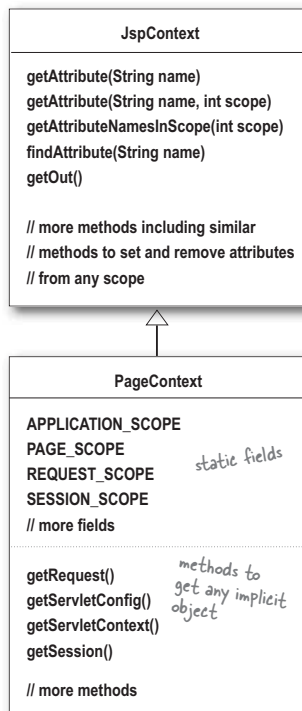 JspContext
getAttribute(String name)
getAttribute(String name, int scope)
getAttributeNamesInScope(int scope)
findAttribute(String name)
getOut()
// more methods including similar
// methods to set and remove attributes
// from any scope
PageContext
APPLICATION_SCOPE
PAGE_SCOPE
REQUEST_SCOPE
SESSION_SCOPE
// more fields
static fields
getRequest()
getServletConfig()
getServletContext()
getSession()
// more methods
methods to
get any implicit
object